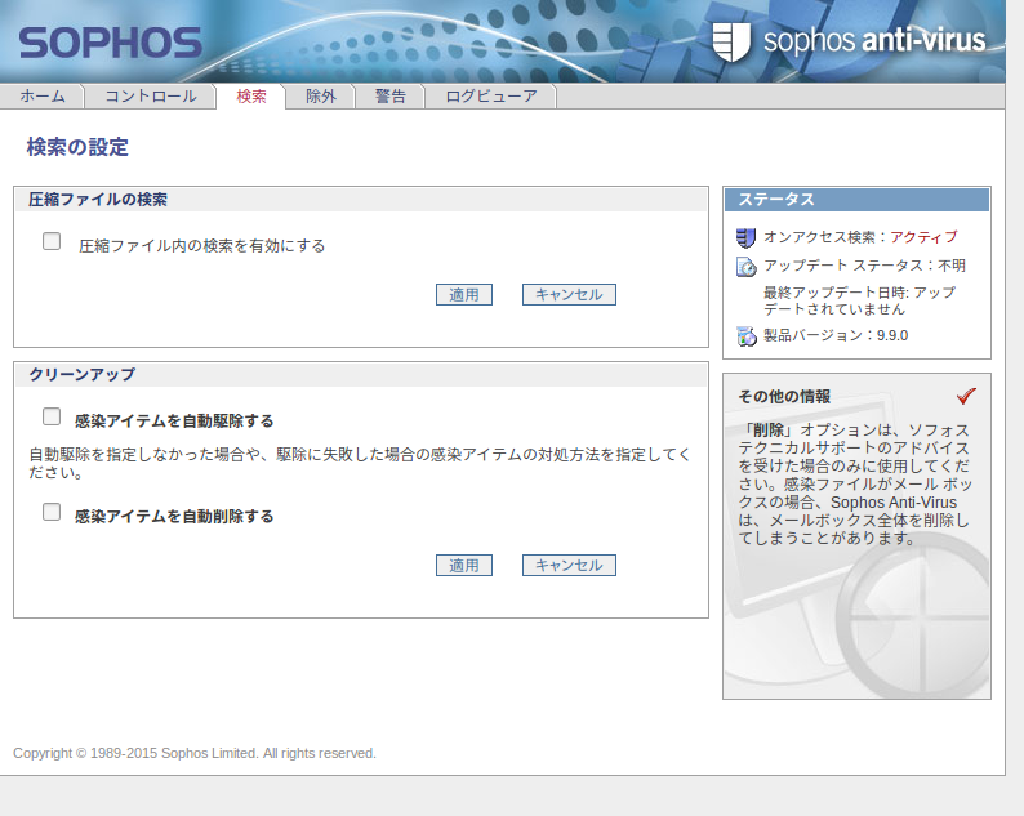 SOPHOS
sophos anti-virus
ホーム コントロール 検索 除外 警告 ログビューア
検索の設定
圧縮ファイルの検索
圧縮ファイル内の検索を有効にする
適用 キャンセル
クリーンアップ
感染アイテムを自動駆除する
自動駆除を指定しなかった場合や、駆除に失敗した場合の感染アイテムの対処方法を指定してく
ださい。
感染アイテムを自動削除する
適用 キャンセル
ステータス
オンアクセス検索：アクティブ
アップデート ステータス：不明
最終アップデート日時: アップ
デートされていません
製品バージョン：9.9.0
その他の情報
「削除」オプションは、ソフォス
テクニカルサポートのアドバイス
を受けた場合のみに使用してくだ
さい。感染ファイルがメール ボッ
クスの場合、Sophos Anti-Virus
は、メールボックス全体を削除し
てしまうことがあります。
Copyright © 1989-2015 Sophos Limited. All rights reserved.